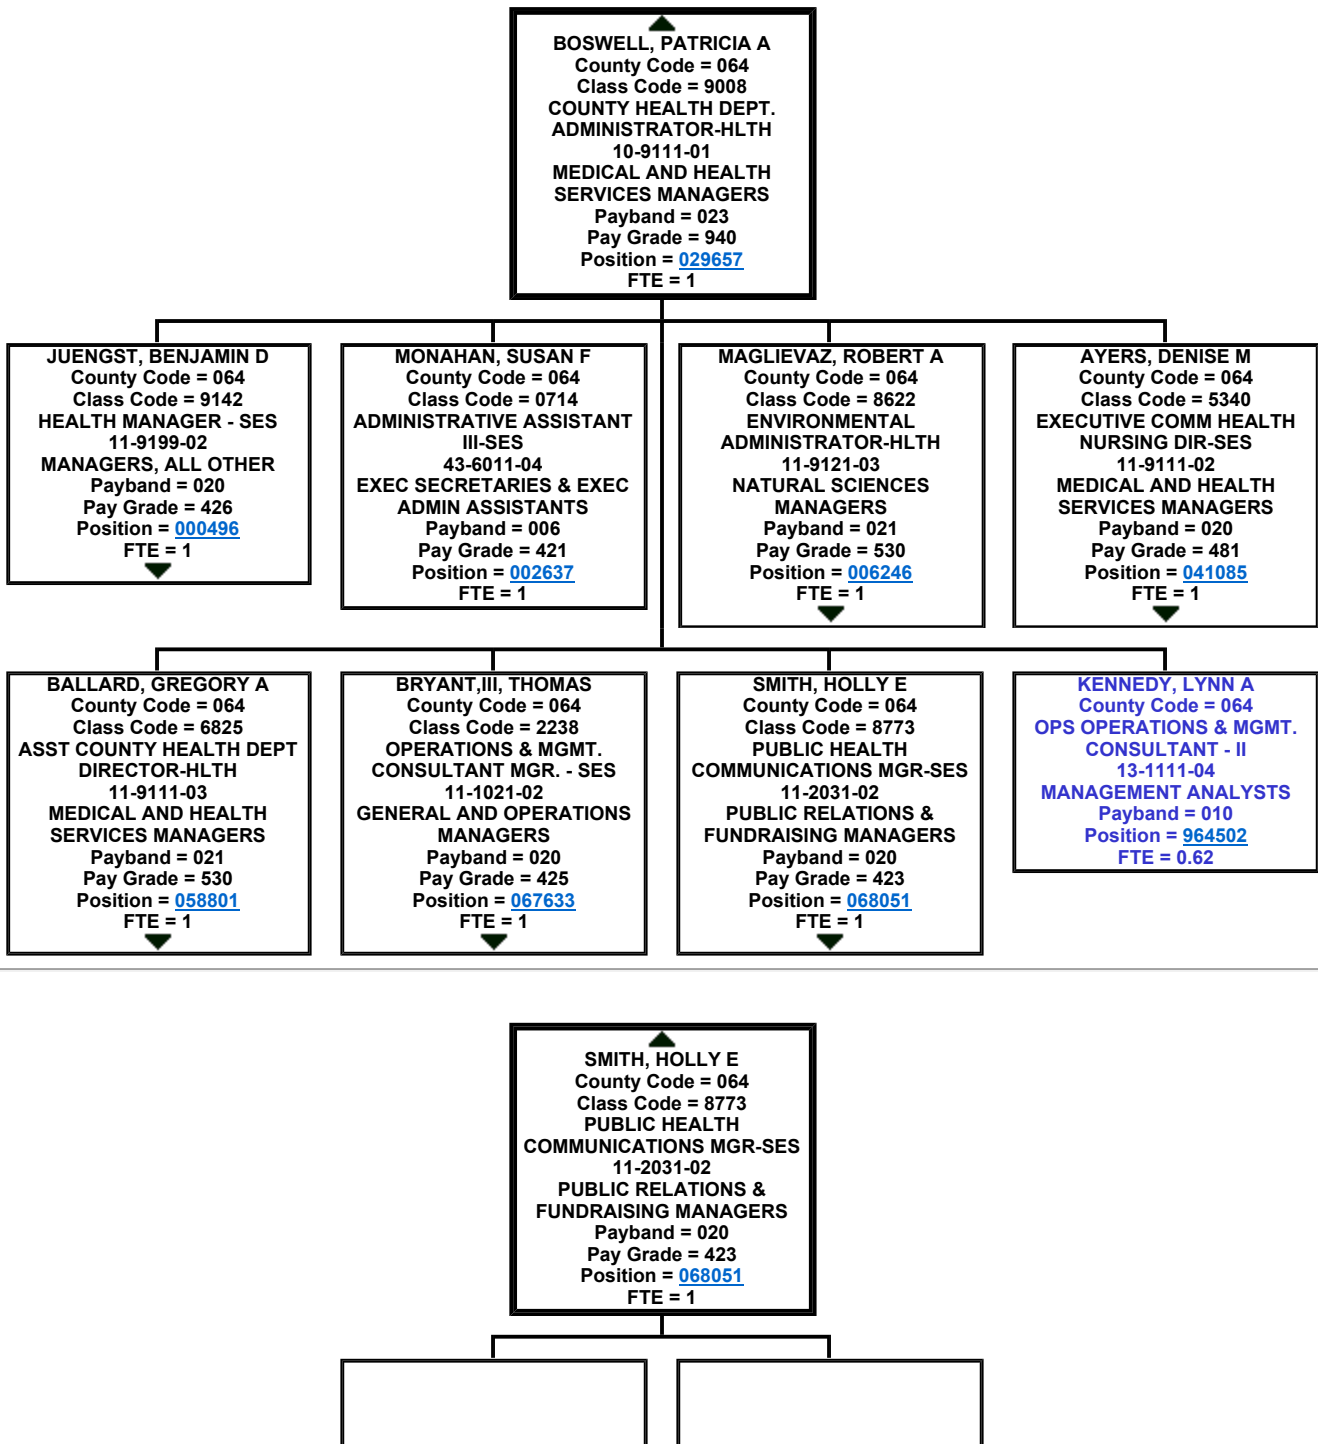 BOSWELL, PATRICIA A
County Code = 064
Class Code = 9008
COUNTY HEALTH DEPT.
ADMINISTRATOR-HLTH
10-9111-01
MEDICAL AND HEALTH
SERVICES MANAGERS
Payband = 023
Pay Grade = 940
Position = 029657
FTE = 1
JUENGST, BENJAMIN D
County Code = 064
Class Code = 9142
HEALTH MANAGER - SES
11-9199-02
MANAGERS, ALL OTHER
Payband = 020
Pay Grade = 426
Position = 000496
FTE = 1
MONAHAN, SUSAN F
County Code = 064
Class Code = 0714
ADMINISTRATIVE ASSISTANT
III-SES
43-6011-04
EXEC SECRETARIES & EXEC
ADMIN ASSISTANTS
Payband = 006
Pay Grade = 421
Position = 002637
FTE = 1
MAGLIEVAZ, ROBERT A
County Code = 064
Class Code = 8622
ENVIRONMENTAL
ADMINISTRATOR-HLTH
11-9121-03
NATURAL SCIENCES
MANAGERS
Payband = 021
Pay Grade = 530
Position = 006246
FTE = 1
AYERS, DENISE M
County Code = 064
Class Code = 5340
EXECUTIVE COMM HEALTH
NURSING DIR-SES
11-9111-02
MEDICAL AND HEALTH
SERVICES MANAGERS
Payband = 020
Pay Grade = 481
Position = 041085
FTE = 1
BALLARD, GREGORY A
County Code = 064
Class Code = 6825
ASST COUNTY HEALTH DEPT
DIRECTOR-HLTH
11-9111-03
MEDICAL AND HEALTH
SERVICES MANAGERS
Payband = 021
Pay Grade = 530
Position = 058801
FTE = 1
BRYANT,III, THOMAS
County Code = 064
Class Code = 2238
OPERATIONS & MGMT.
CONSULTANT MGR. - SES
11-1021-02
GENERAL AND OPERATIONS
MANAGERS
Payband = 020
Pay Grade = 425
Position = 067633
FTE = 1
SMITH, HOLLY E
County Code = 064
Class Code = 8773
PUBLIC HEALTH
COMMUNICATIONS MGR-SES
11-2031-02
PUBLIC RELATIONS &
FUNDRAISING MANAGERS
Payband = 020
Pay Grade = 423
Position = 068051
FTE = 1
KENNEDY, LYNN A
County Code = 064
OPS OPERATIONS & MGMT.
CONSULTANT - II
13-1111-04
MANAGEMENT ANALYSTS
Payband = 010
Position = 964502
FTE = 0.62
SMITH, HOLLY E
County Code = 064
Class Code = 8773
PUBLIC HEALTH
COMMUNICATIONS MGR-SES
11-2031-02
PUBLIC RELATIONS &
FUNDRAISING MANAGERS
Payband = 020
Pay Grade = 423
Position = 068051
FTE = 1